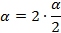 α = 2 · α/2